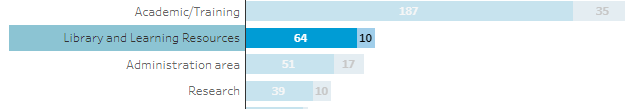 Academic/Training 187 35
Library and Learning Resources 64 10
Administration area 51 17
Research 39 10